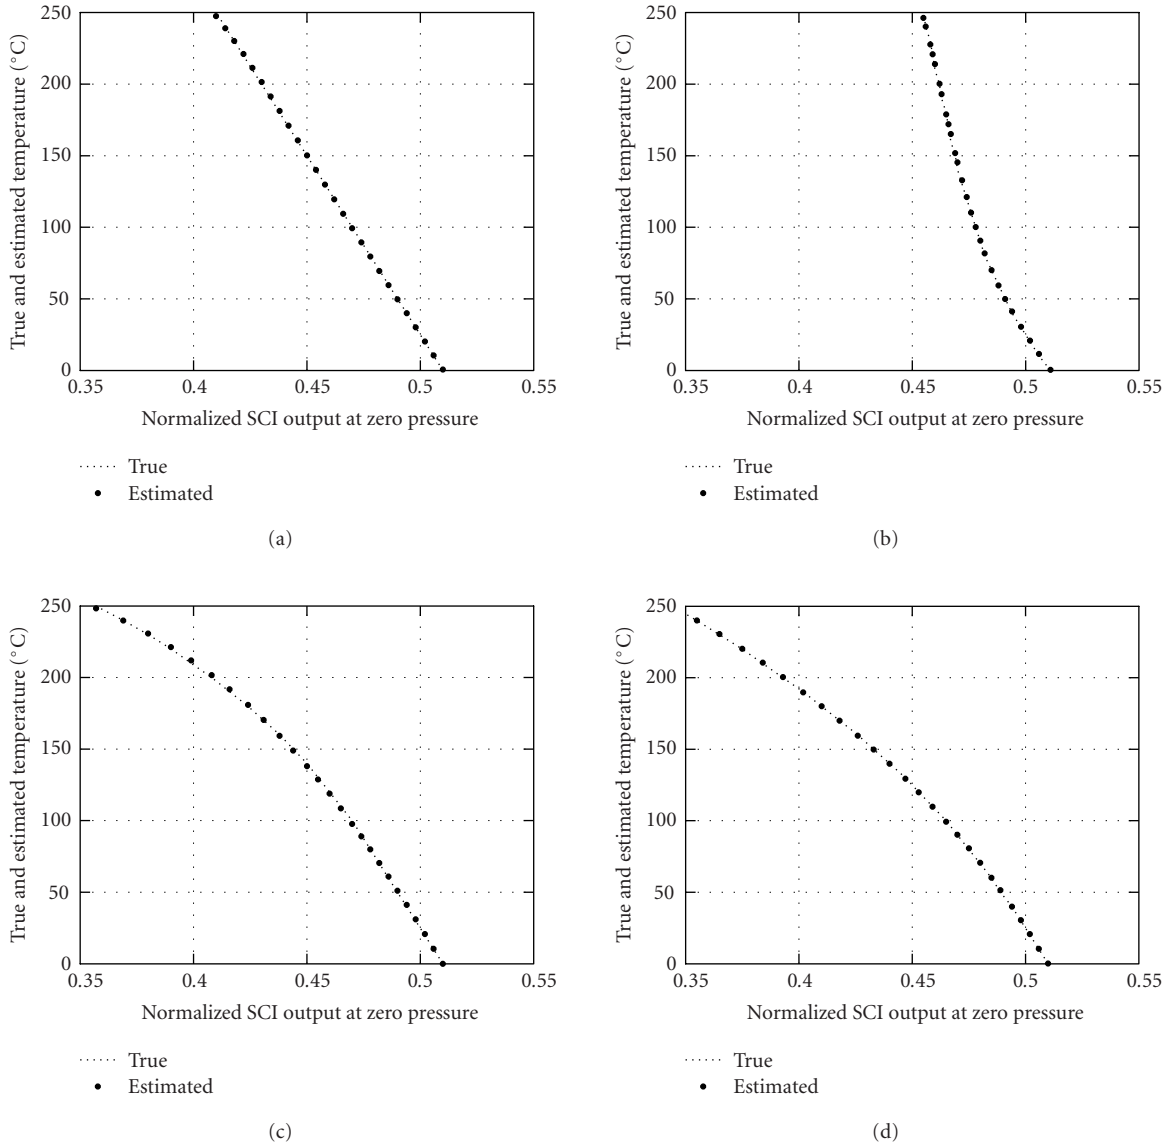 250
200
150
100
50
0
True and estimated temperature (°C)
0.35 0.4 0.45 0.5 0.55
Normalized SCI output at zero pressure
True
Estimated
(a)
250
200
150
100
50
0
True and estimated temperature (°C)
0.35 0.4 0.45 0.5 0.55
Normalized SCI output at zero pressure
True
Estimated
(b)
250
200
150
100
50
0
True and estimated temperature (°C)
0.35 0.4 0.45 0.5 0.55
Normalized SCI output at zero pressure
True
Estimated
(c)
250
200
150
100
50
0
True and estimated temperature (°C)
0.35 0.4 0.45 0.5 0.55
Normalized SCI output at zero pressure
True
Estimated
(d)